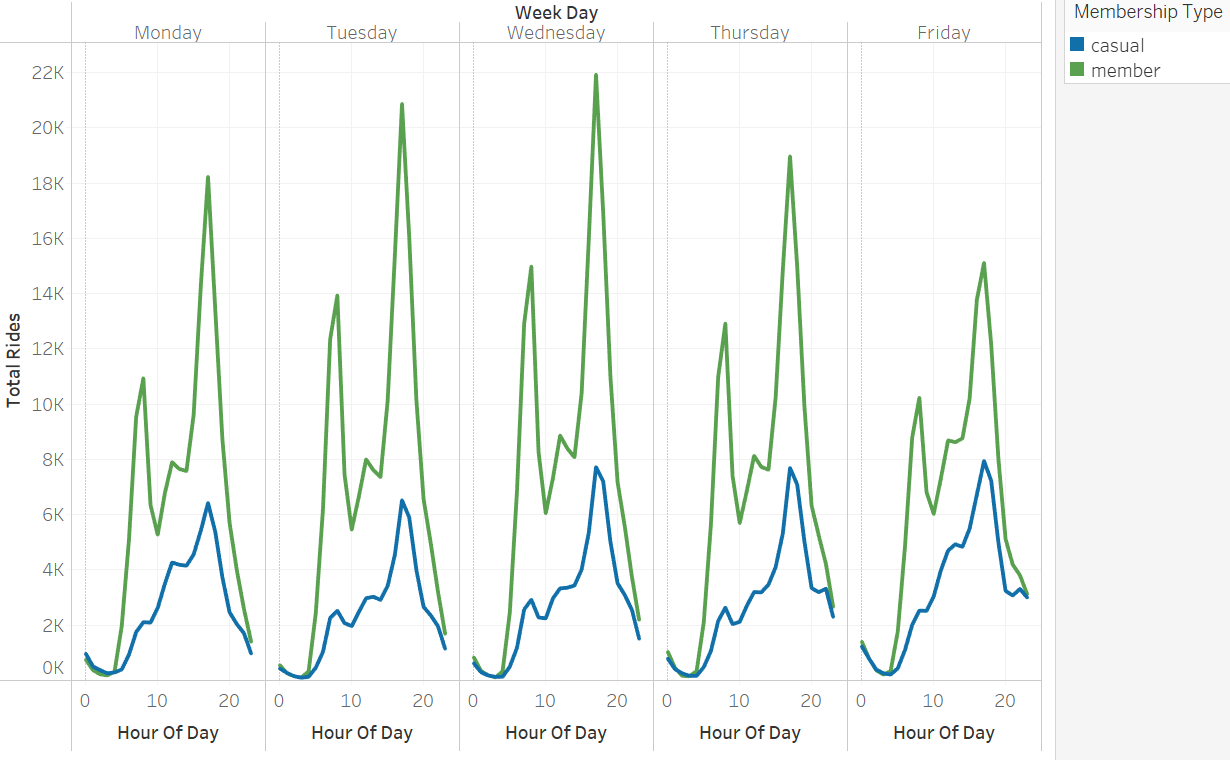 Week Day
Monday Tuesday Wednesday Thursday Friday
Membership Type
casual
member
Total Rides
22K
20K
18K
16K
14K
12K
10K
8K
6K
4K
2K
0K
0 10 20 0 10 20 0 10 20 0 10 20 0 10 20
Hour Of Day Hour Of Day Hour Of Day Hour Of Day Hour Of Day